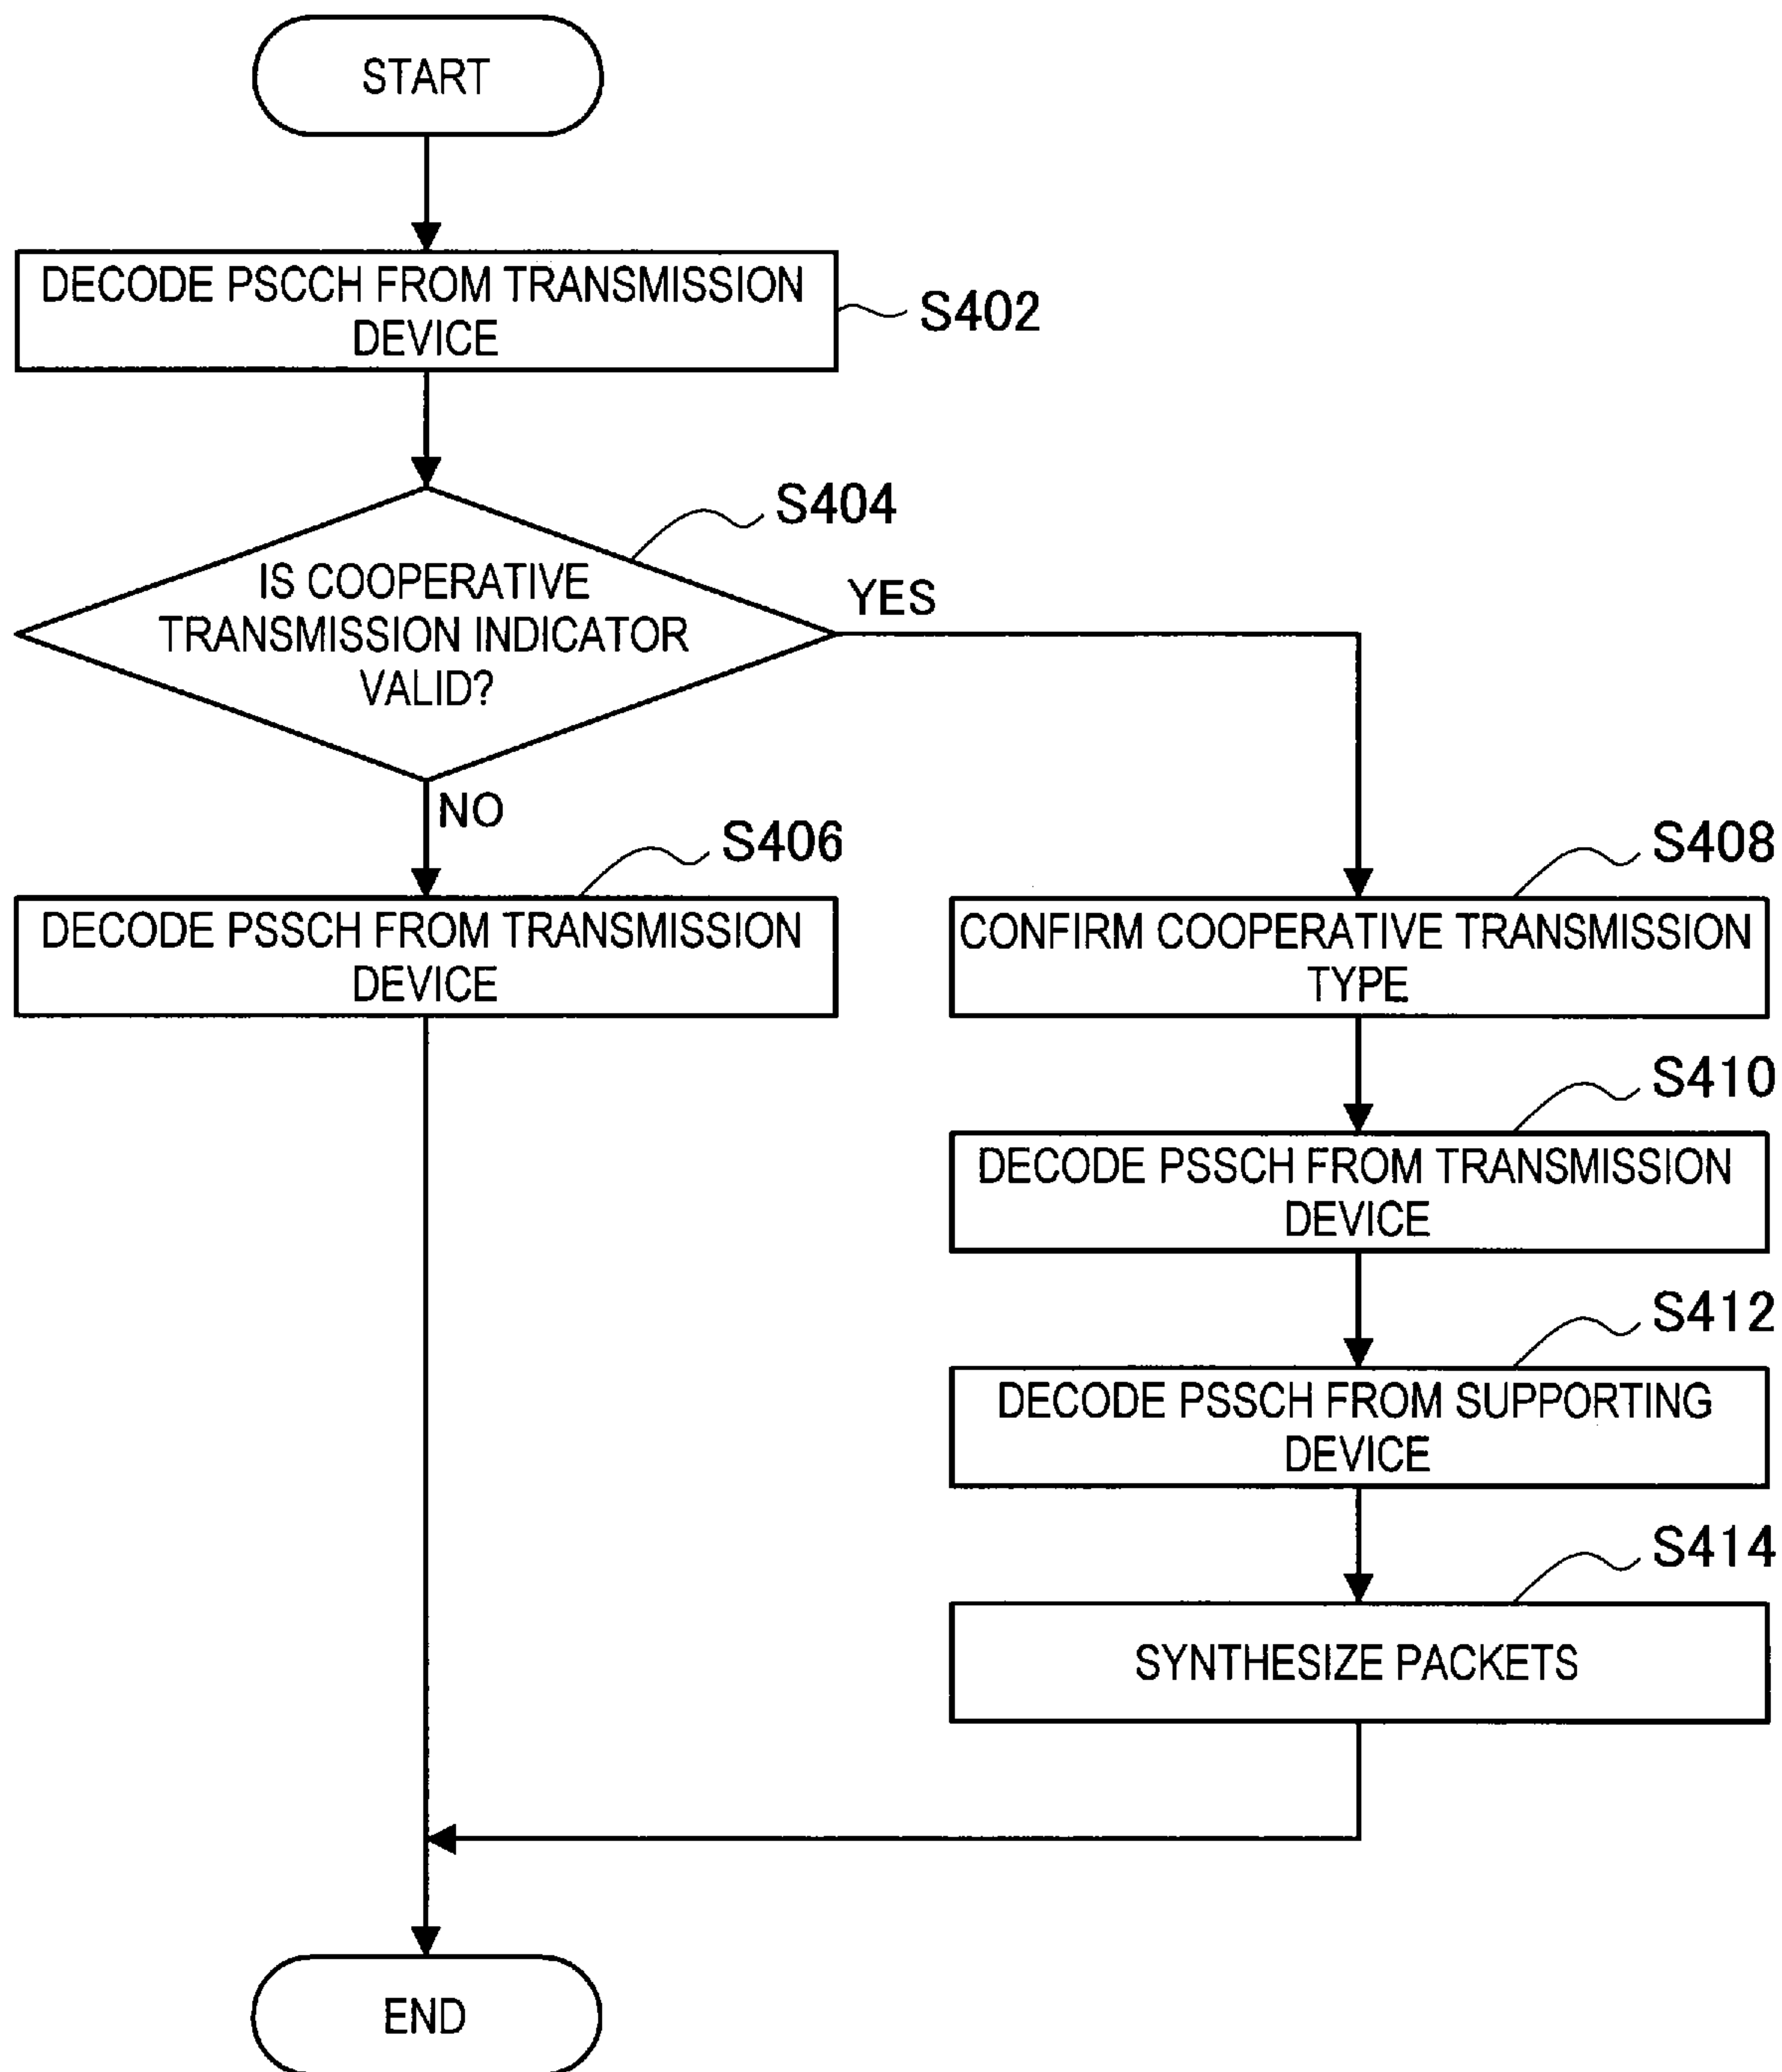 START
DECODE PSCCH FROM TRANSMISSION
DEVICE
S402
S404
IS COOPERATIVE
TRANSMISSION INDICATOR
VALID?
YES
NO
S406
DECODE PSSCH FROM TRANSMISSION
DEVICE
S408
CONFIRM COOPERATIVE TRANSMISSION
TYPE
S410
DECODE PSSCH FROM TRANSMISSION
DEVICE
S412
DECODE PSSCH FROM SUPPORTING
DEVICE
S414
SYNTHESIZE PACKETS
END